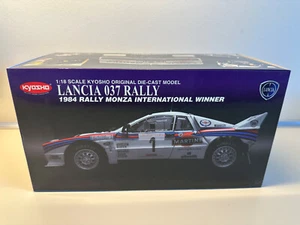 KYOSHO
1:18 SCALE KYOSHO ORIGINAL DIE-CAST MODEL
LANCIA 037 RALLY
LANCIA
1984 RALLY MONZA INTERNATIONAL WINNER
1
MARTINI